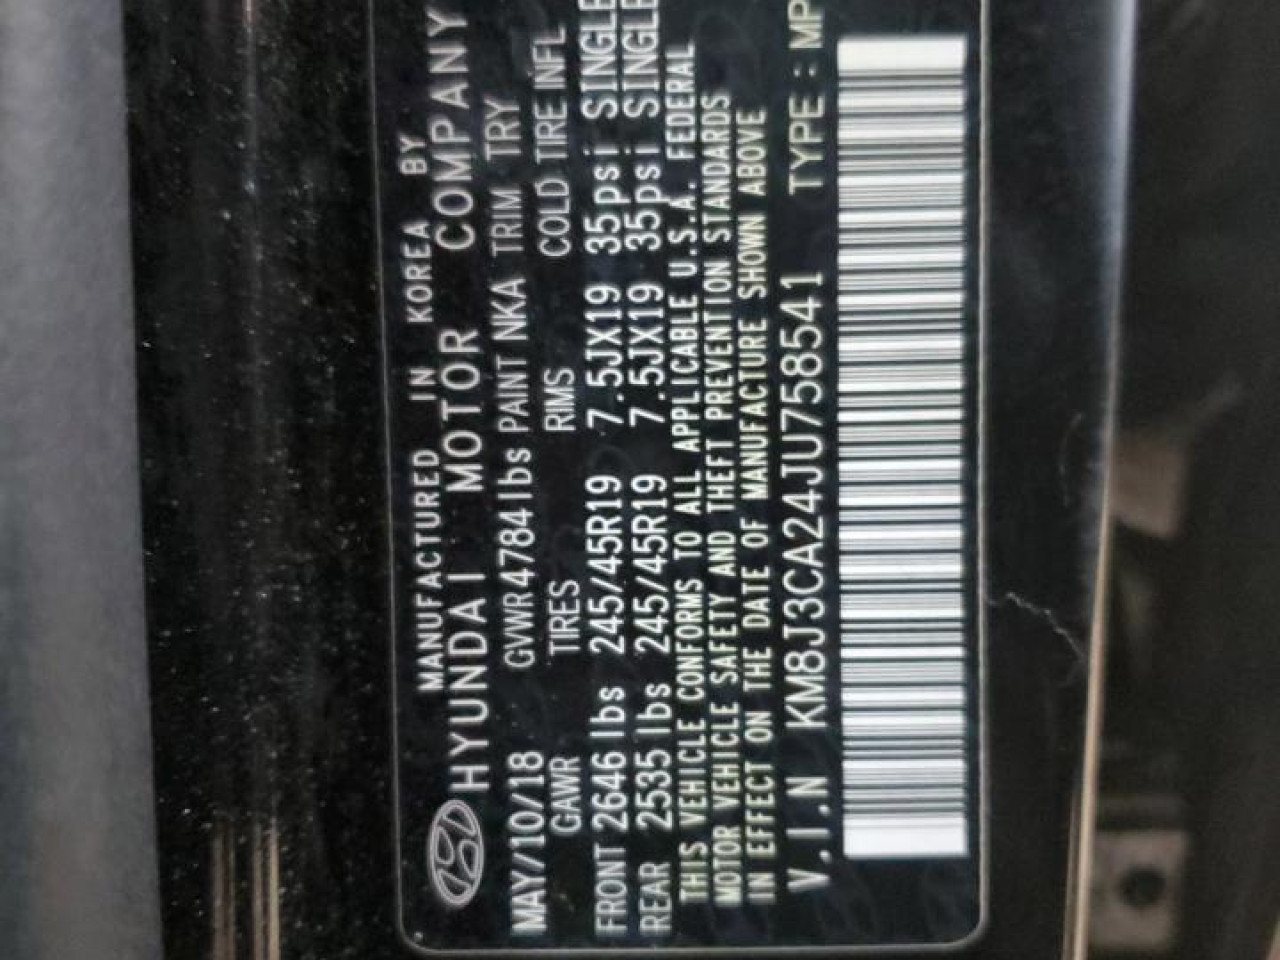 MANUFACTURED IN KOREA BY
HYUNDAI MOTOR COMPANY
MAY/10/18 GVWR4784lbs PAINT NKA TRIM TRY
GAWR TIRES RIMS COLD TIRE INFL
FRONT 2646lbs 245/45R19 7.5JX19 35psi SINGLE
REAR 2535lbs 245/45R19 7.5JX19 35psi SINGLE
THIS VEHICLE CONFORMS TO ALL APPLICABLE U.S.A. FEDERAL
MOTOR VEHICLE SAFETY AND THEFT PREVENTION STANDARDS
IN EFFECT ON THE DATE OF MANUFACTURE SHOWN ABOVE
V.I.N KM8J3CA24JU758541 TYPE:MP